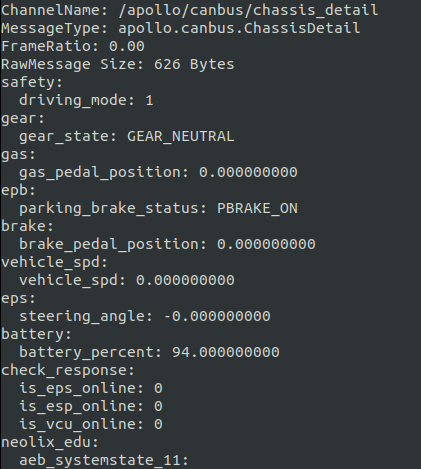 ChannelName: /apollo/canbus/chassis_detail
MessageType: apollo.canbus.ChassisDetail
FrameRatio: 0.00
RawMessage Size: 626 Bytes
safety:
  driving_mode: 1
gear:
  gear_state: GEAR_NEUTRAL
gas:
  gas_pedal_position: 0.000000000
epb:
  parking_brake_status: PBRAKE_ON
brake:
  brake_pedal_position: 0.000000000
vehicle_spd:
  vehicle_spd: 0.000000000
eps:
  steering_angle: -0.000000000
battery:
  battery_percent: 94.000000000
check_response:
  is_eps_online: 0
  is_esp_online: 0
  is_vcu_online: 0
neolix_edu:
  aeb_systemstate_11: